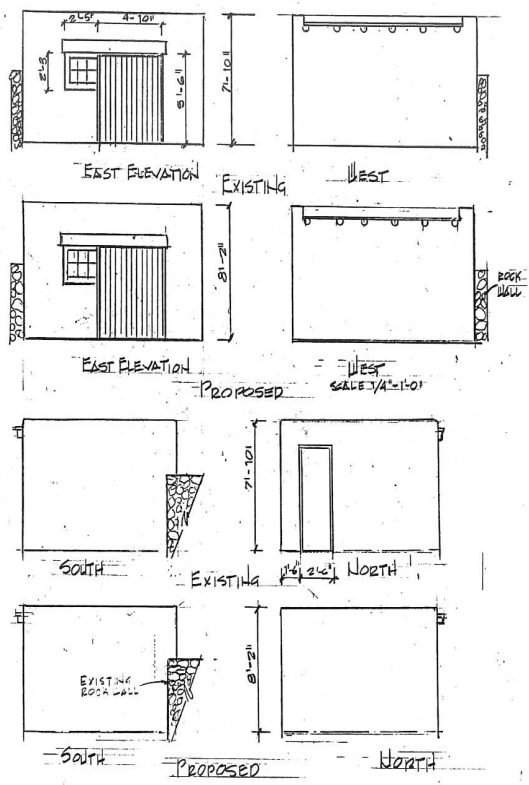 2'-5" 4'-10"
2'-3
5'-6"
7'-10"
EAST ELEVATION
EXISTING
WEST
8'-2"
ROCK
WALL
EAST ELEVATION
WEST
PROPOSED
SCALE 1/4"-1'-0"
7'-10"
SOUTH
EXISTING
1'-6" 2'-6"
NORTH
EXISTING
ROCK WALL
8'-2"
SOUTH
PROPOSED
NORTH